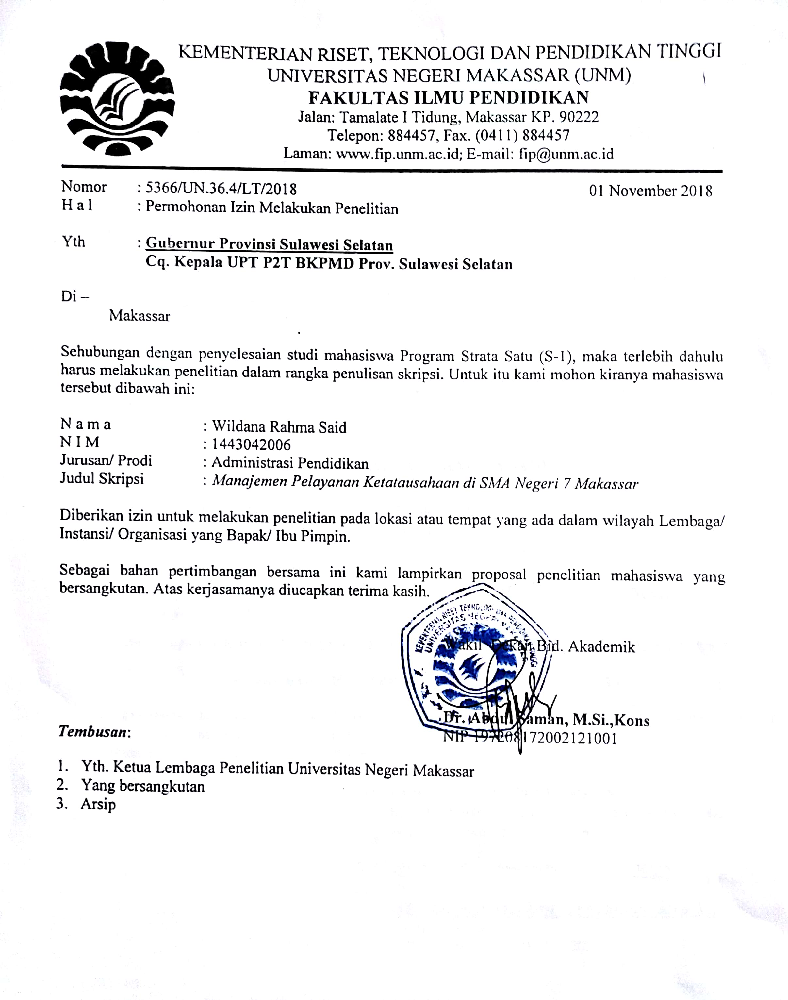 KEMENTERIAN RISET, TEKNOLOGI DAN PENDIDIKAN TINGGI
UNIVERSITAS NEGERI MAKASSAR (UNM)
FAKULTAS ILMU PENDIDIKAN
Jalan: Tamalate I Tidung, Makassar KP. 90222
Telepon: 884457, Fax. (0411) 884457
Laman: www.fip.unm.ac.id; E-mail: fip@unm.ac.id
Nomor : 5366/UN.36.4/LT/2018 01 November 2018
H a l : Permohonan Izin Melakukan Penelitian
Yth : Gubernur Provinsi Sulawesi Selatan
Cq. Kepala UPT P2T BKPMD Prov. Sulawesi Selatan
Di –
Makassar
Sehubungan dengan penyelesaian studi mahasiswa Program Strata Satu (S-1), maka terlebih dahulu
harus melakukan penelitian dalam rangka penulisan skripsi. Untuk itu kami mohon kiranya mahasiswa
tersebut dibawah ini:
N a m a : Wildana Rahma Said
N I M : 1443042006
Jurusan/ Prodi : Administrasi Pendidikan
Judul Skripsi : Manajemen Pelayanan Ketatausahaan di SMA Negeri 7 Makassar
Diberikan izin untuk melakukan penelitian pada lokasi atau tempat yang ada dalam wilayah Lembaga/
Instansi/ Organisasi yang Bapak/ Ibu Pimpin.
Sebagai bahan pertimbangan bersama ini kami lampirkan proposal penelitian mahasiswa yang
bersangkutan. Atas kerjasamanya diucapkan terima kasih.
KEMENTERIAN RISET TEKNOLOGI DAN PENDIDIKAN TINGGI
UNIVERSITAS NEGERI
Wakil Dekan Bid. Akademik
Dr. Abdul Saman, M.Si.,Kons
NIP 197208172002121001
Tembusan:
1. Yth. Ketua Lembaga Penelitian Universitas Negeri Makassar
2. Yang bersangkutan
3. Arsip